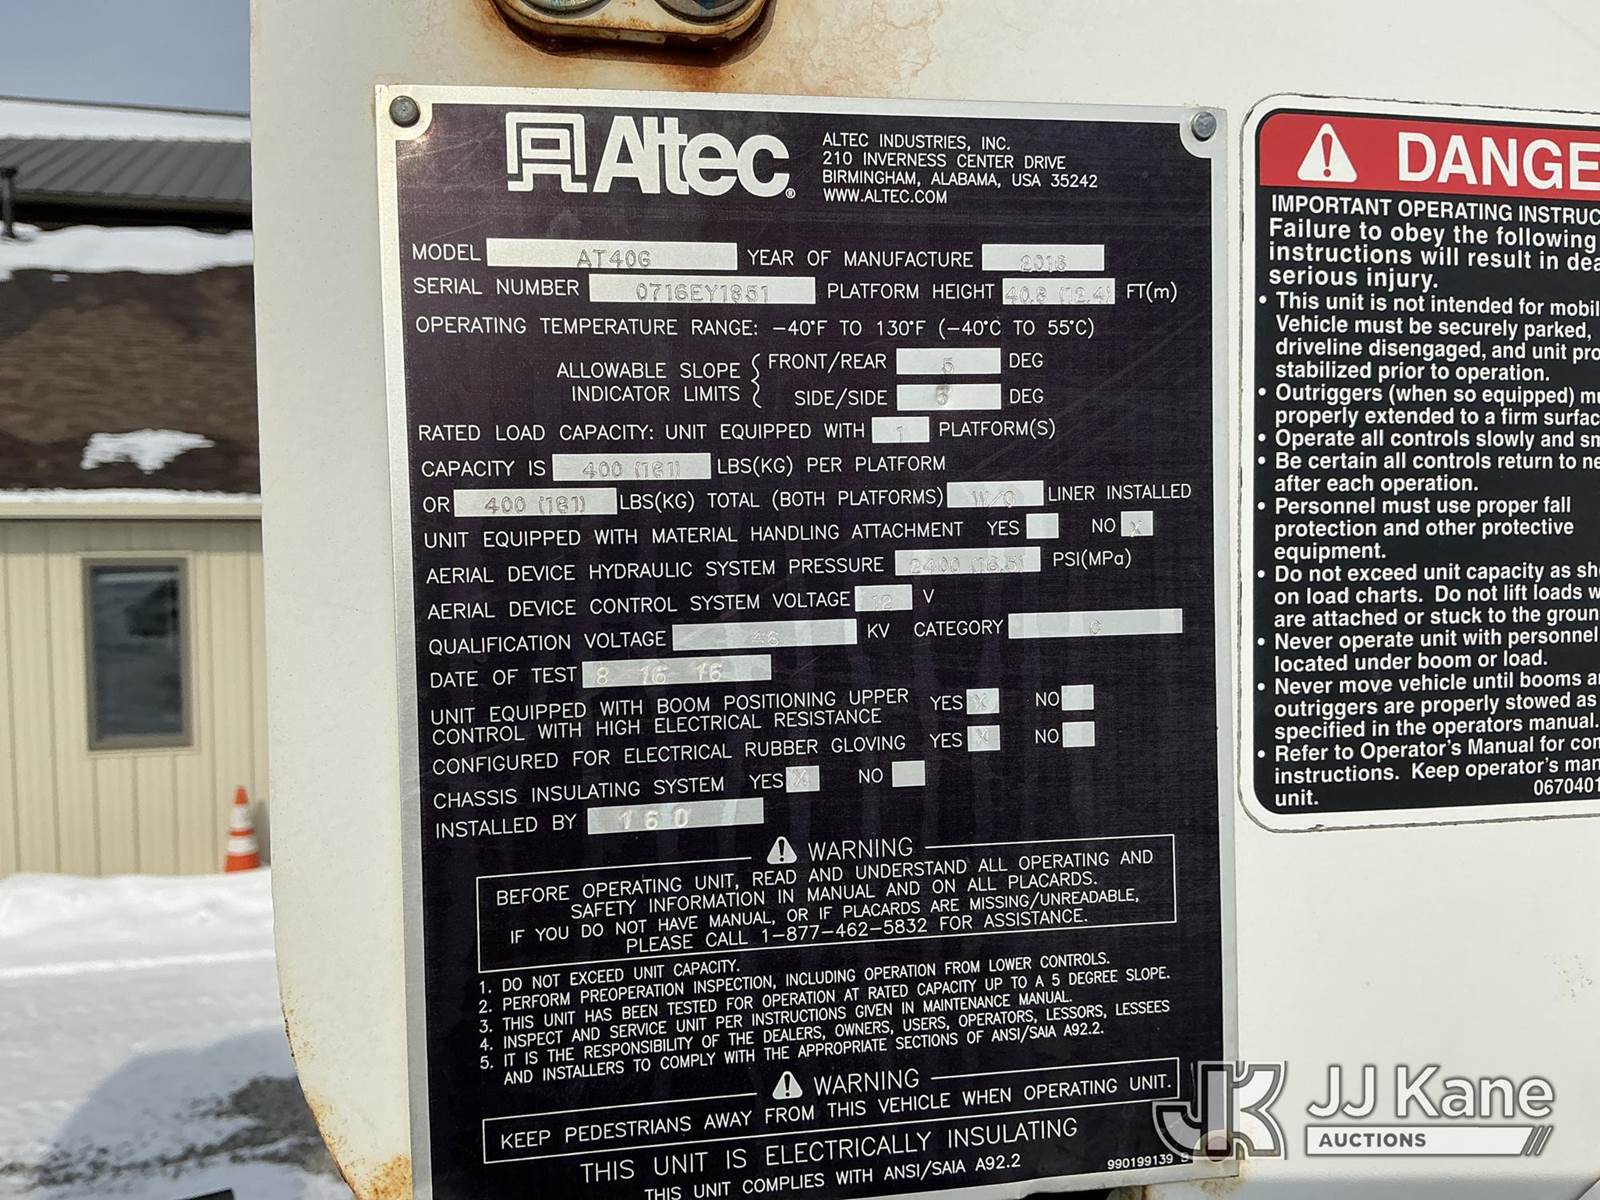 Altec®
ALTEC INDUSTRIES, INC.
210 INVERNESS CENTER DRIVE
BIRMINGHAM, ALABAMA, USA 35242
WWW.ALTEC.COM
MODEL AT40G YEAR OF MANUFACTURE 2016
SERIAL NUMBER 0716EY1851 PLATFORM HEIGHT 40.8 (12.4) FT(m)
OPERATING TEMPERATURE RANGE: -40°F TO 130°F (-40°C TO 55°C)
ALLOWABLE SLOPE INDICATOR LIMITS { FRONT/REAR 5 DEG
SIDE/SIDE 5 DEG
RATED LOAD CAPACITY: UNIT EQUIPPED WITH 1 PLATFORM(S)
CAPACITY IS 400 (181) LBS(KG) PER PLATFORM
OR 400 (181) LBS(KG) TOTAL (BOTH PLATFORMS) W/O LINER INSTALLED
UNIT EQUIPPED WITH MATERIAL HANDLING ATTACHMENT YES NO X
AERIAL DEVICE HYDRAULIC SYSTEM PRESSURE 2400 (16.5) PSI(MPa)
AERIAL DEVICE CONTROL SYSTEM VOLTAGE 12 V
QUALIFICATION VOLTAGE 46 KV CATEGORY C
DATE OF TEST 8 16 16
UNIT EQUIPPED WITH BOOM POSITIONING UPPER YES X NO
CONTROL WITH HIGH ELECTRICAL RESISTANCE
CONFIGURED FOR ELECTRICAL RUBBER GLOVING YES X NO
CHASSIS INSULATING SYSTEM YES X NO
INSTALLED BY 160
WARNING
BEFORE OPERATING UNIT, READ AND UNDERSTAND ALL OPERATING AND
SAFETY INFORMATION IN MANUAL AND ON ALL PLACARDS.
IF YOU DO NOT HAVE MANUAL, OR IF PLACARDS ARE MISSING/UNREADABLE,
PLEASE CALL 1-877-462-5832 FOR ASSISTANCE.
1. DO NOT EXCEED UNIT CAPACITY.
2. PERFORM PREOPERATION INSPECTION, INCLUDING OPERATION FROM LOWER CONTROLS.
3. THIS UNIT HAS BEEN TESTED FOR OPERATION AT RATED CAPACITY UP TO A 5 DEGREE SLOPE.
4. INSPECT AND SERVICE UNIT PER INSTRUCTIONS GIVEN IN MAINTENANCE MANUAL.
5. IT IS THE RESPONSIBILITY OF THE DEALERS, OWNERS, USERS, OPERATORS, LESSORS, LESSEES
AND INSTALLERS TO COMPLY WITH THE APPROPRIATE SECTIONS OF ANSI/SAIA A92.2.
WARNING
KEEP PEDESTRIANS AWAY FROM THIS VEHICLE WHEN OPERATING UNIT.
THIS UNIT IS ELECTRICALLY INSULATING
THIS UNIT COMPLIES WITH ANSI/SAIA A92.2 990199139
DANGE
IMPORTANT OPERATING INSTRUC
Failure to obey the following
instructions will result in dea
serious injury.
• This unit is not intended for mobil
Vehicle must be securely parked,
driveline disengaged, and unit pro
stabilized prior to operation.
• Outriggers (when so equipped) mu
properly extended to a firm surfac
• Operate all controls slowly and sm
• Be certain all controls return to ne
after each operation.
• Personnel must use proper fall
protection and other protective
equipment.
• Do not exceed unit capacity as sh
on load charts. Do not lift loads w
are attached or stuck to the groun
• Never operate unit with personnel
located under boom or load.
• Never move vehicle until booms a
outriggers are properly stowed as
specified in the operators manual.
• Refer to Operator's Manual for con
instructions. Keep operator's man
unit. 0670401
JK JJ Kane
AUCTIONS